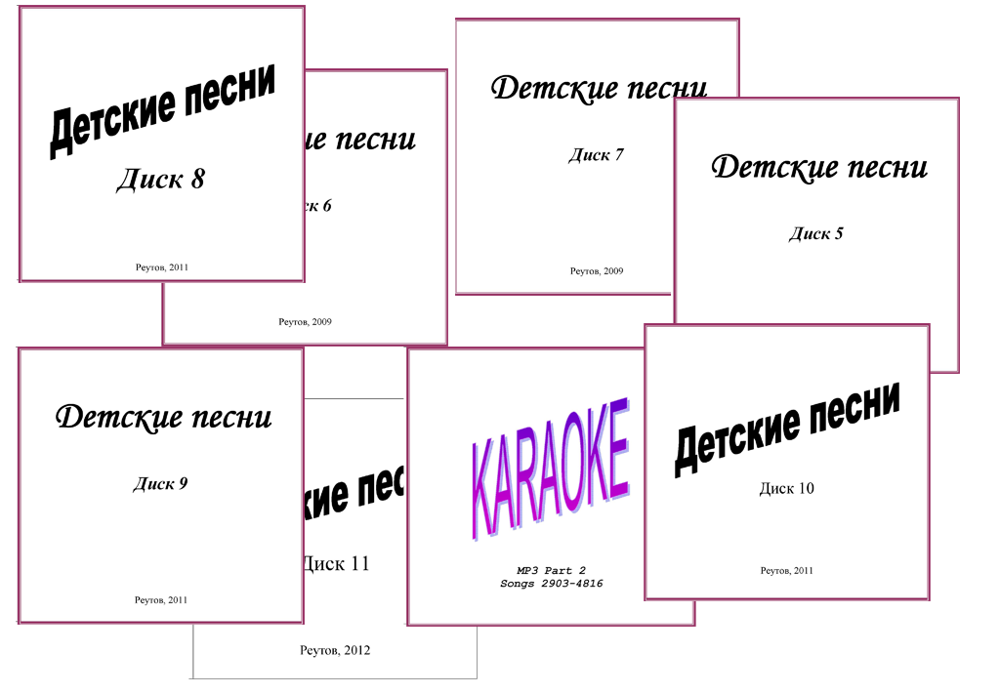 Детские песни
Диск 8
Реутов, 2011
песни
6
Реутов, 2009
Детские песни
Диск 7
Реутов, 2009
Детские песни
Диск 5
Детские песни
Диск 9
Реутов, 2011
Диск 11
Реутов, 2012
KARAOKE
MP3 Part 2
Songs 2903-4816
Детские песни
Диск 10
Реутов, 2011